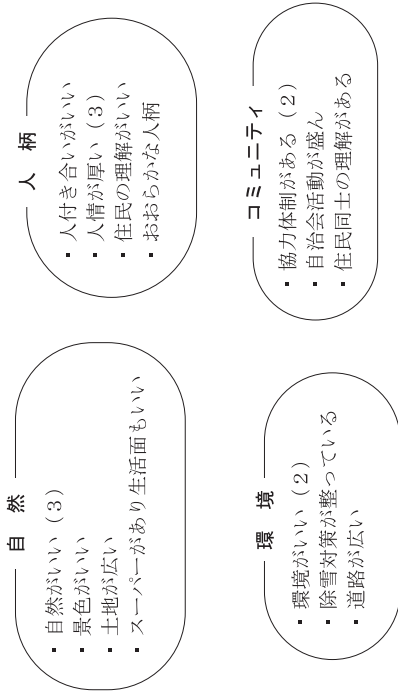 自　然
・自然がいい（3）
・景色がいい
・土地が広い
・スーパーがあり生活面もいい
人　柄
・人付き合いがいい
・人情が厚い（3）
・住民の理解がいい
・おおらかな人柄
環　境
・環境がいい（2）
・除雪対策が整っている
・道路が広い
コミュニティ
・協力体制がある（2）
・自治会活動が盛ん
・住民同士の理解がある